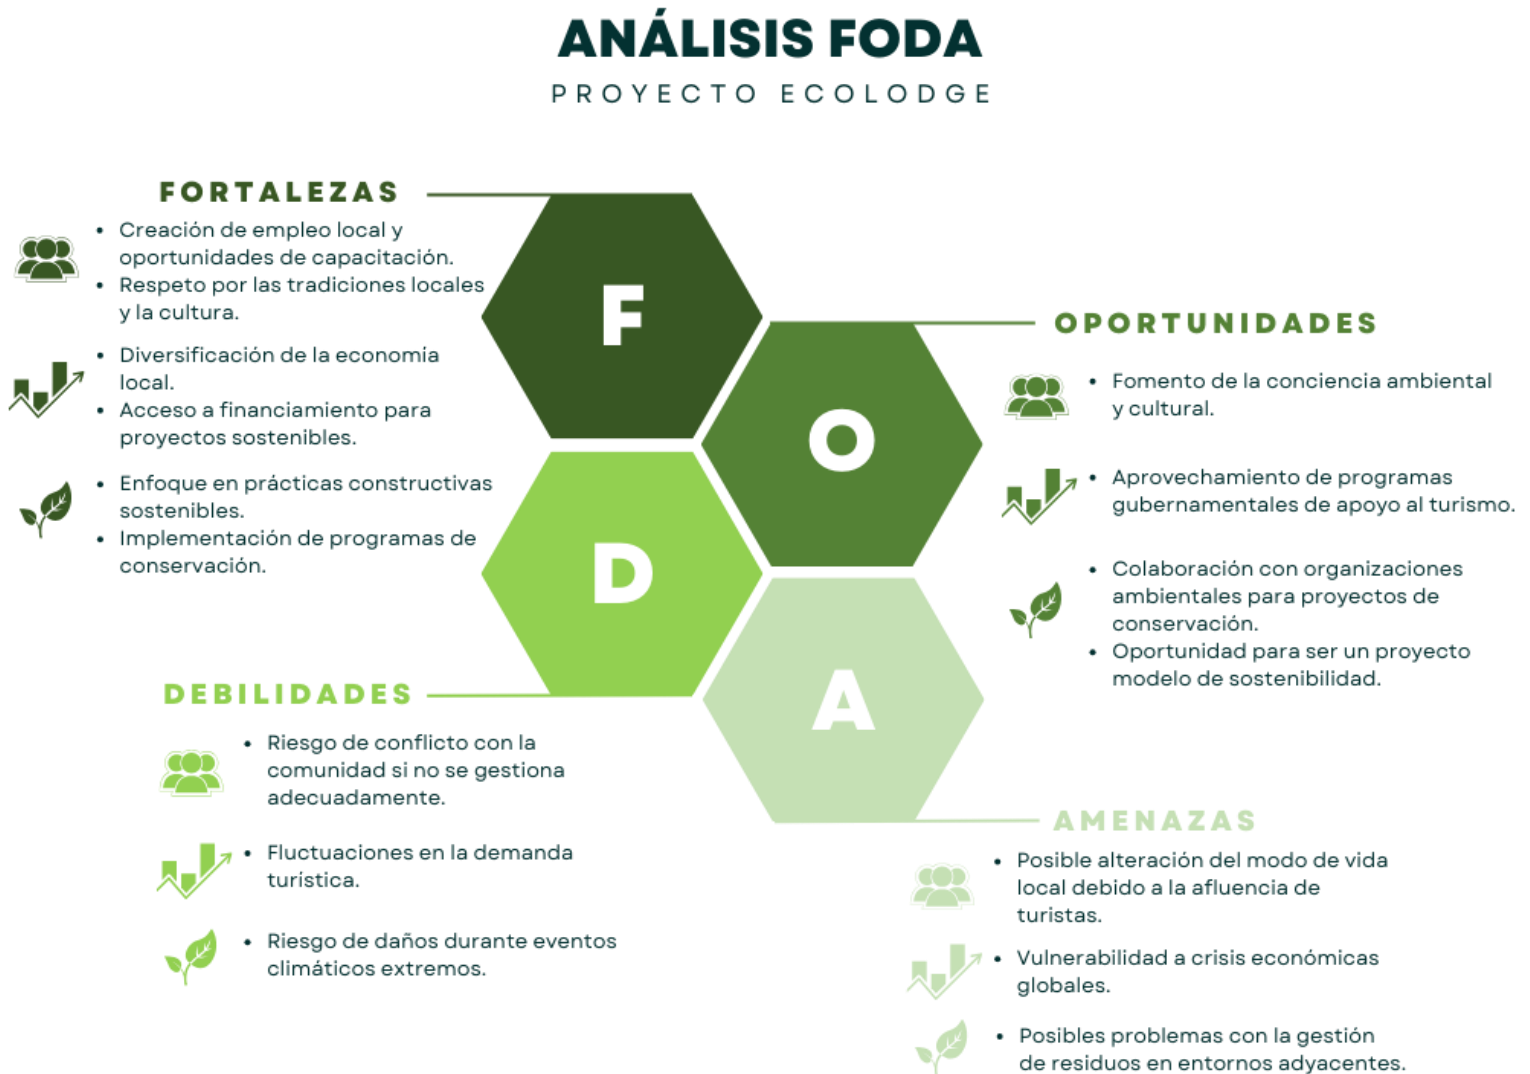 ANÁLISIS FODA
PROYECTO ECOLODGE
FORTALEZAS
• Creación de empleo local y
oportunidades de capacitación.
• Respeto por las tradiciones locales
y la cultura.
• Diversificación de la economía
local.
• Acceso a financiamiento para
proyectos sostenibles.
• Enfoque en prácticas constructivas
sostenibles.
• Implementación de programas de
conservación.
F
O
D
A
OPORTUNIDADES
• Fomento de la conciencia ambiental
y cultural.
• Aprovechamiento de programas
gubernamentales de apoyo al turismo.
• Colaboración con organizaciones
ambientales para proyectos de
conservación.
• Oportunidad para ser un proyecto
modelo de sostenibilidad.
DEBILIDADES
• Riesgo de conflicto con la
comunidad si no se gestiona
adecuadamente.
• Fluctuaciones en la demanda
turística.
• Riesgo de daños durante eventos
climáticos extremos.
AMENAZAS
• Posible alteración del modo de vida
local debido a la afluencia de
turistas.
• Vulnerabilidad a crisis económicas
globales.
• Posibles problemas con la gestión
de residuos en entornos adyacentes.